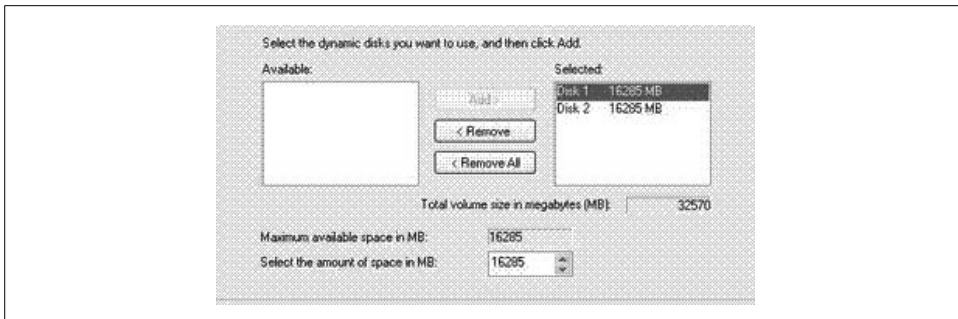 Select the dynamic disks you want to use, and then click Add.
Available: Selected:
Add >
Disk 1 16285 MB
Disk 2 16285 MB
< Remove
< Remove All
Total volume size in megabytes (MB): 32570
Maximum available space in MB: 16285
Select the amount of space in MB: 16285